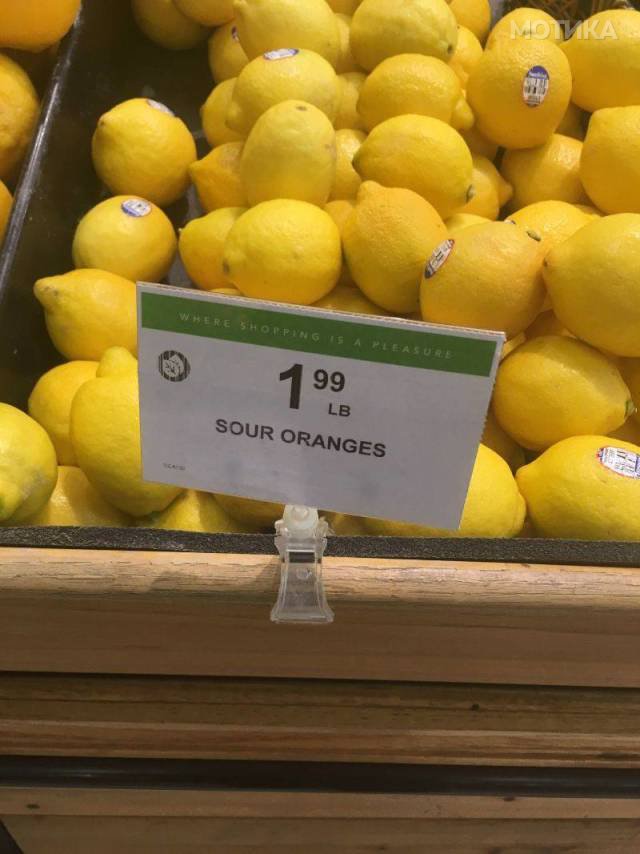 МОТИКА
WHERE SHOPPING IS A PLEASURE
1 99
LB
SOUR ORANGES